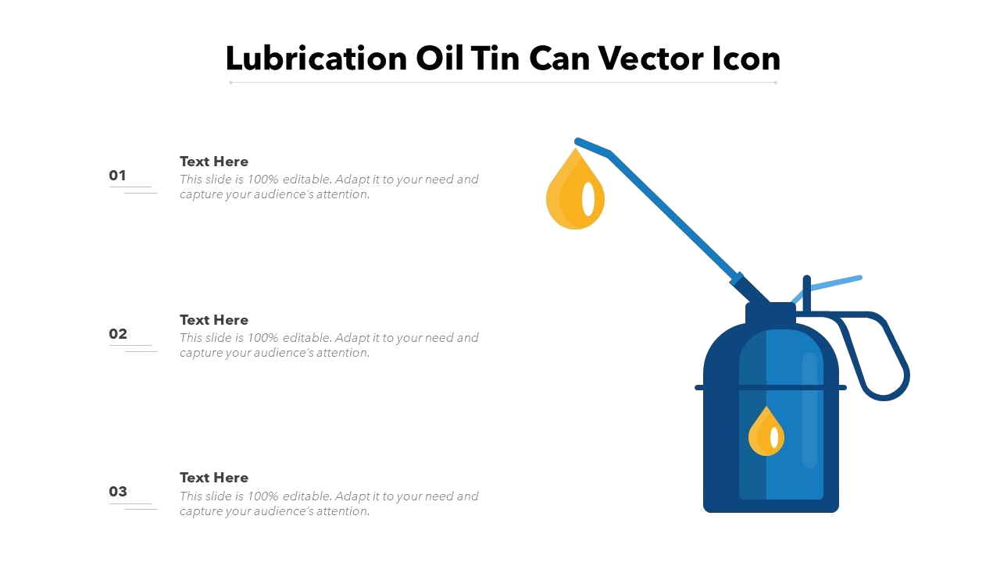 Lubrication Oil Tin Can Vector Icon
01
Text Here
This slide is 100% editable. Adapt it to your need and
capture your audience's attention.
02
Text Here
This slide is 100% editable. Adapt it to your need and
capture your audience's attention.
03
Text Here
This slide is 100% editable. Adapt it to your need and
capture your audience's attention.